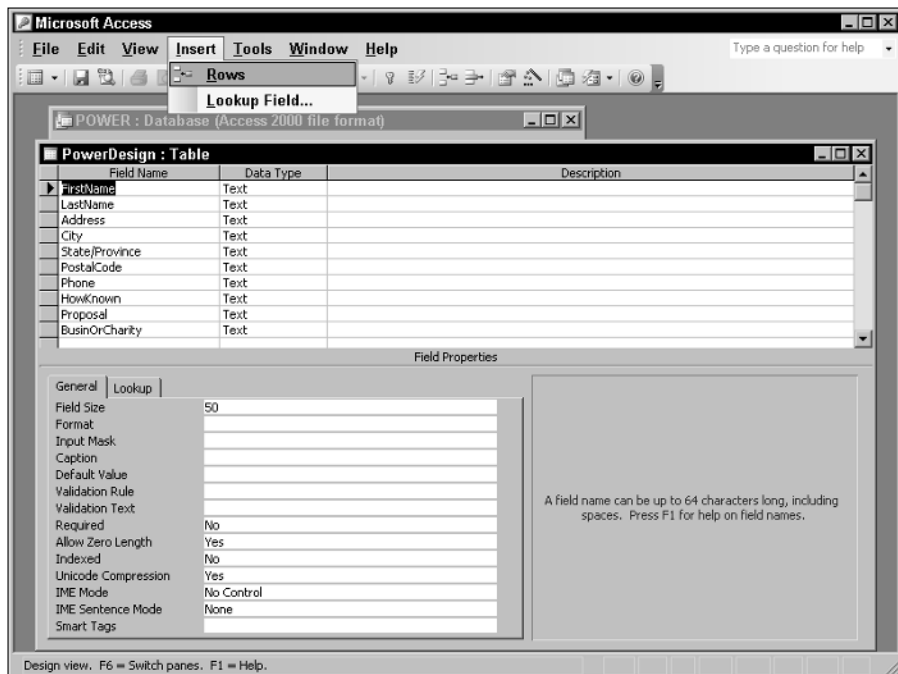 Microsoft Access
File Edit View Insert Tools Window Help Type a question for help
Rows
Lookup Field...
POWER : Database (Access 2000 file format)
PowerDesign : Table
Field Name Data Type Description
FirstName Text
LastName Text
Address Text
City Text
State/Province Text
PostalCode Text
Phone Text
HowKnown Text
Proposal Text
BusinOrCharity Text
Field Properties
General Lookup
Field Size 50
Format
Input Mask
Caption
Default Value
Validation Rule
Validation Text
Required No
Allow Zero Length Yes
Indexed No
Unicode Compression Yes
IME Mode No Control
IME Sentence Mode None
Smart Tags
A field name can be up to 64 characters long, including
spaces. Press F1 for help on field names.
Design view. F6 = Switch panes. F1 = Help.